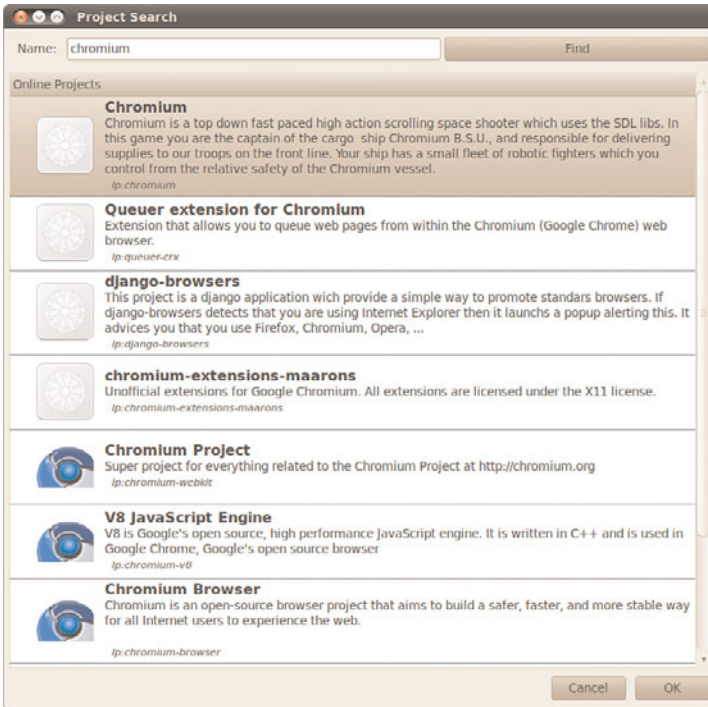 Project Search
Name: chromium Find
Online Projects
Chromium
Chromium is a top down fast paced high action scrolling space shooter which uses the SDL libs. In
this game you are the captain of the cargo ship Chromium B.S.U., and responsible for delivering
supplies to our troops on the front line. Your ship has a small fleet of robotic fighters which you
control from the relative safety of the Chromium vessel.
lp:chromium
Queuer extension for Chromium
Extension that allows you to queue web pages from within the Chromium (Google Chrome) web
browser.
lp:queuer-crx
django-browsers
This project is a django application wich provide a simple way to promote standars browsers. If
django-browsers detects that you are using Internet Explorer then it launchs a popup alerting this. It
advices you that you use Firefox, Chromium, Opera, ...
lp:django-browsers
chromium-extensions-maarons
Unofficial extensions for Google Chromium. All extensions are licensed under the X11 license.
lp:chromium-extensions-maarons
Chromium Project
Super project for everything related to the Chromium Project at http://chromium.org
lp:chromium-webkit
V8 JavaScript Engine
V8 is Google's open source, high performance JavaScript engine. It is written in C++ and is used in
Google Chrome, Google's open source browser
lp:chromium-v8
Chromium Browser
Chromium is an open-source browser project that aims to build a safer, faster, and more stable way
for all Internet users to experience the web.
lp:chromium-browser
Cancel OK